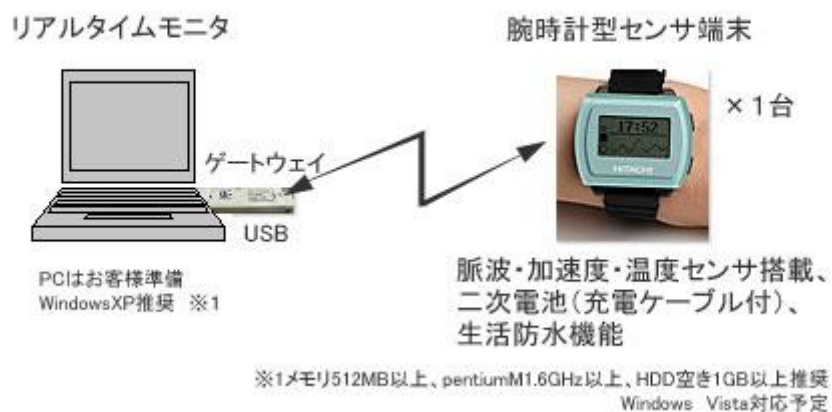 リアルタイムモニタ
腕時計型センサ端末
17:52
HITACHI
×1台
ゲートウェイ
USB
PCはお客様準備
WindowsXP推奨 ※1
脈波・加速度・温度センサ搭載、
二次電池(充電ケーブル付)、
生活防水機能
※1メモリ512MB以上、pentiumM1.6GHz以上、HDD空き1GB以上推奨
Windows Vista対応予定